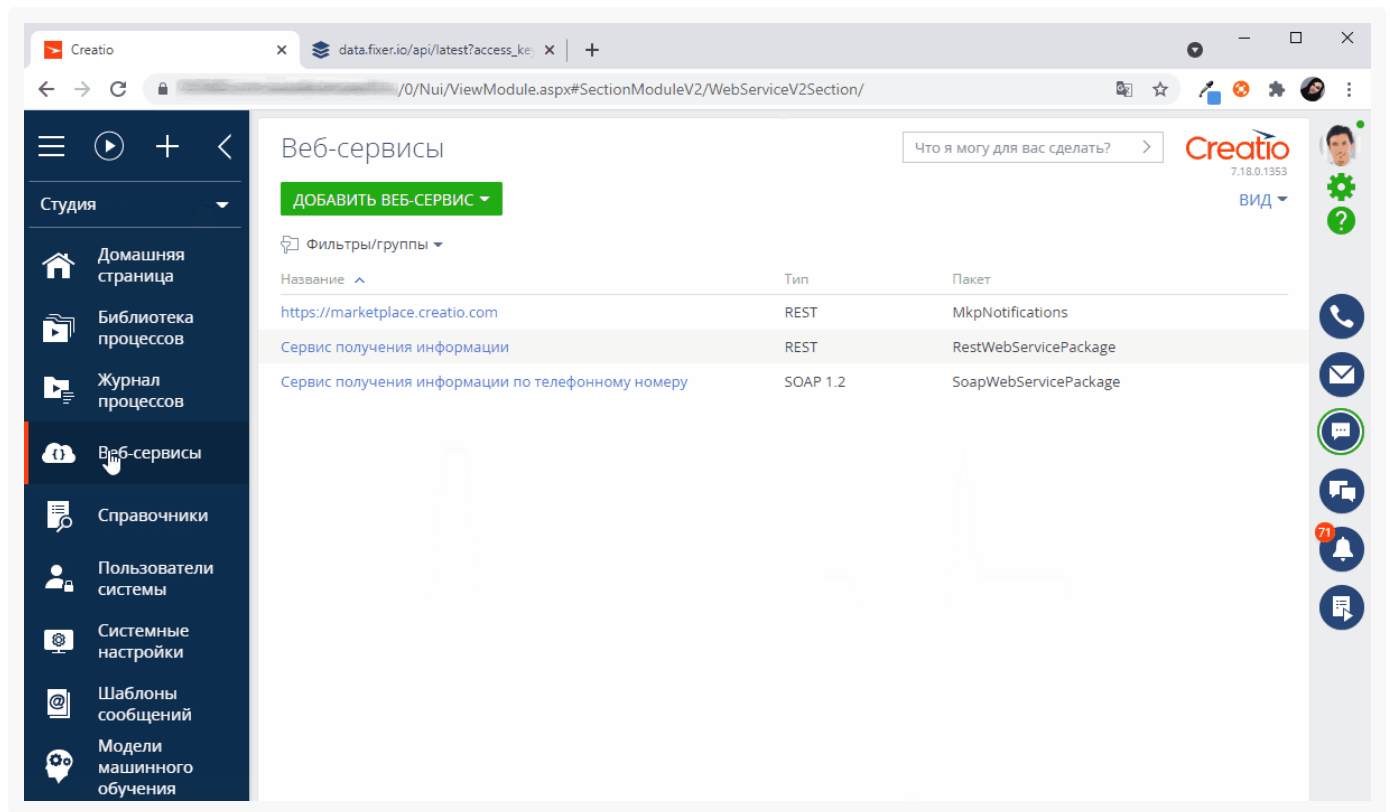 Creatio
data.fixer.io/api/latest?access_key
/0/Nui/ViewModule.aspx#SectionModuleV2/WebServiceV2Section/
Студия
Домашняя
страница
Библиотека
процессов
Журнал
процессов
Веб-сервисы
Справочники
Пользователи
системы
Системные
настройки
Шаблоны
сообщений
Модели
машинного
обучения
Веб-сервисы
Что я могу для вас сделать?
Creatio
7.18.0.1353
ДОБАВИТЬ ВЕБ-СЕРВИС
ВИД
Фильтры/группы
Название Тип Пакет
https://marketplace.creatio.com REST MkpNotifications
Сервис получения информации REST RestWebServicePackage
Сервис получения информации по телефонному номеру SOAP 1.2 SoapWebServicePackage
71